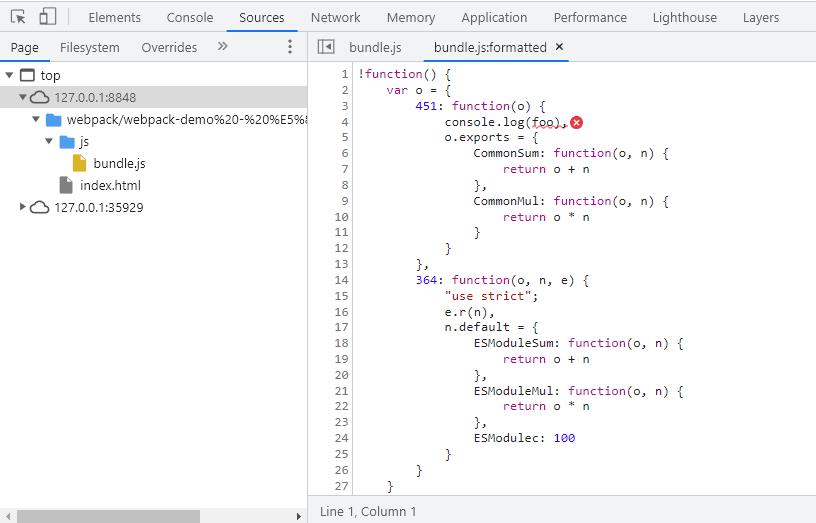 Elements Console Sources Network Memory Application Performance Lighthouse Layers
Page Filesystem Overrides »
bundle.js bundle.js:formatted ×
top
127.0.0.1:8848
webpack/webpack-demo%20-%20%E5%8
js
bundle.js
index.html
127.0.0.1:35929
1 !function() {
2     var o = {
3         451: function(o) {
4             console.log(foo),
5             o.exports = {
6                 CommonSum: function(o, n) {
7                     return o + n
8                 },
9                 CommonMul: function(o, n) {
10                     return o * n
11                 }
12             }
13         },
14         364: function(o, n, e) {
15             "use strict";
16             e.r(n),
17             n.default = {
18                 ESModuleSum: function(o, n) {
19                     return o + n
20                 },
21                 ESModuleMul: function(o, n) {
22                     return o * n
23                 },
24                 ESModulec: 100
25             }
26         }
27     }
Line 1, Column 1